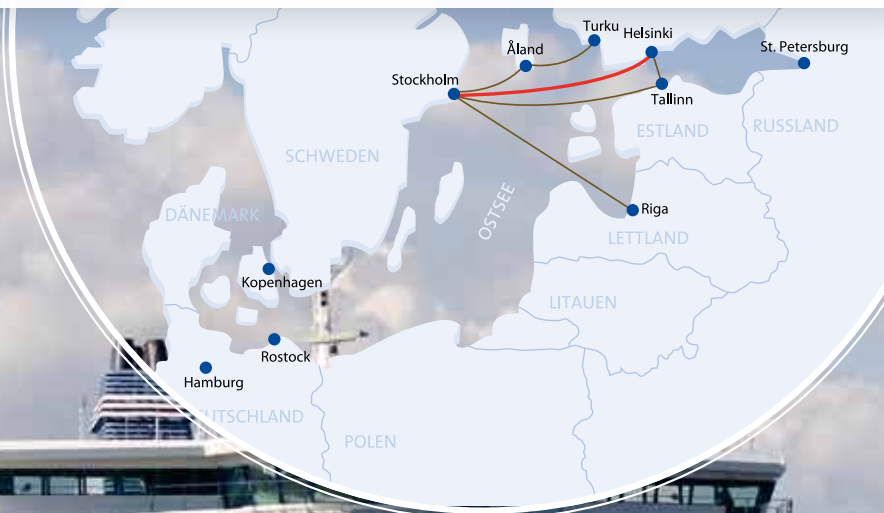 Turku
Helsinki
Åland
St. Petersburg
Stockholm
Tallinn
ESTLAND
RUSSLAND
SCHWEDEN
OSTSEE
DÄNEMARK
Riga
LETTLAND
Kopenhagen
LITAUEN
Rostock
Hamburg
UTSCHLAND
POLEN